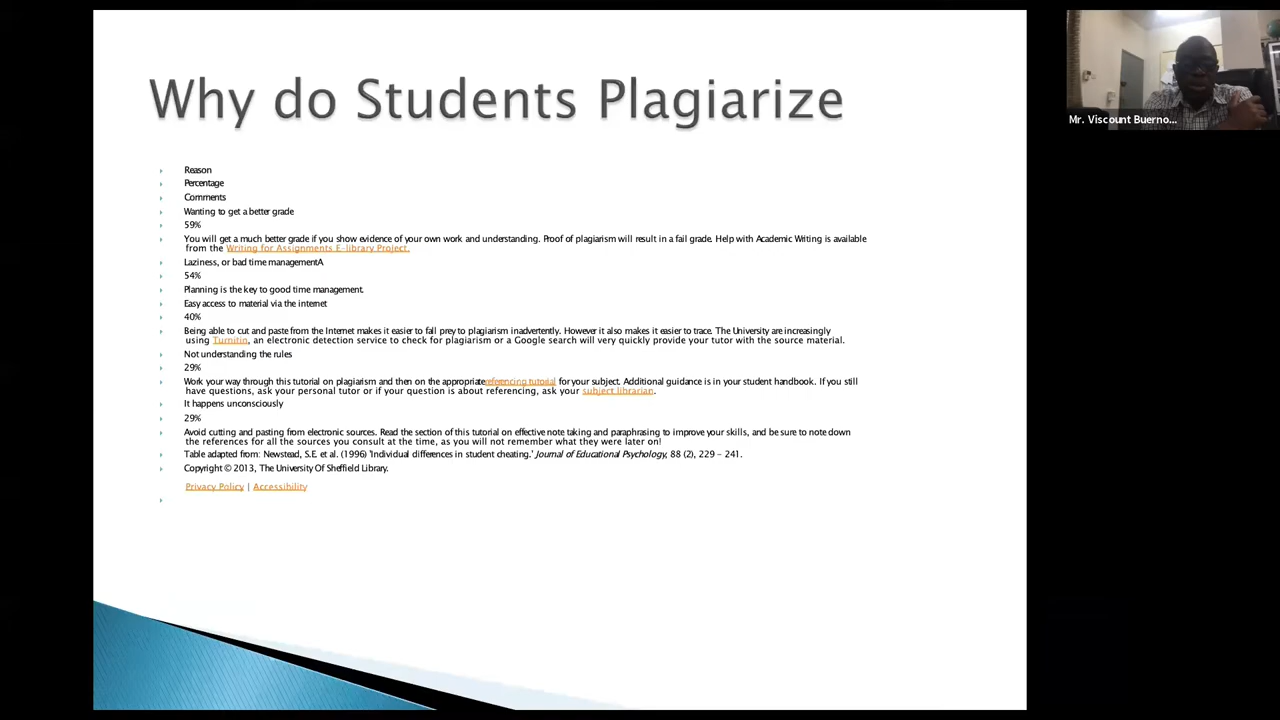 Why do Students Plagiarize
Reason
Percentage
Comments
Wanting to get a better grade
59%
You will get a much better grade if you show evidence of your own work and understanding. Proof of plagiarism will result in a fail grade. Help with Academic Writing is available
from the Writing for Assignments E-library Project.
Laziness, or bad time managementA
54%
Planning is the key to good time management.
Easy access to material via the internet
40%
Being able to cut and paste from the Internet makes it easier to fall prey to plagiarism inadvertently. However it also makes it easier to trace. The University are increasingly
using Turnitin, an electronic detection service to check for plagiarism or a Google search will very quickly provide your tutor with the source material.
Not understanding the rules
29%
Work your way through this tutorial on plagiarism and then on the appropriatereferencing tutorial for your subject. Additional guidance is in your student handbook. If you still
have questions, ask your personal tutor or if your question is about referencing, ask your subject librarian.
It happens unconsciously
29%
Avoid cutting and pasting from electronic sources. Read the section of this tutorial on effective note taking and paraphrasing to improve your skills, and be sure to note down
the references for all the sources you consult at the time, as you will not remember what they were later on!
Table adapted from: Newstead, S.E. et al. (1996) 'Individual differences in student cheating.' Journal of Educational Psychology, 88 (2), 229 - 241.
Copyright © 2013, The University Of Sheffield Library.
Privacy Policy | Accessibility
Mr. Viscount Buerno...